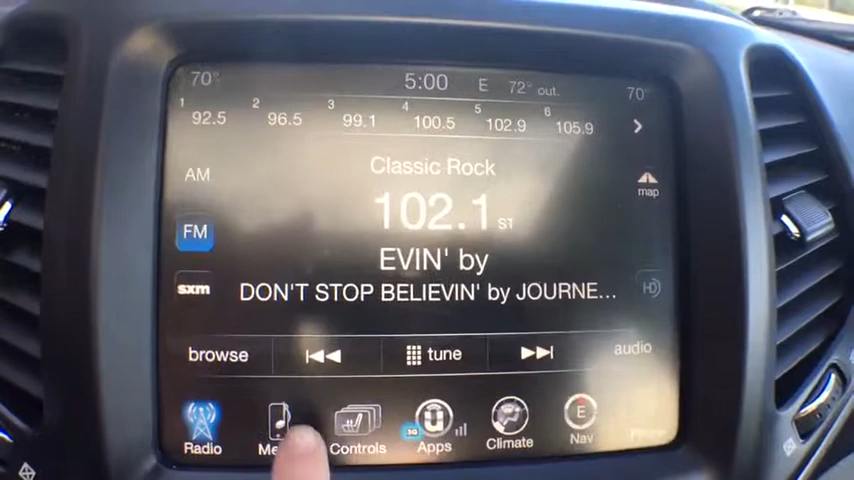 70° 5:00 E 72° out. 70°
1 92.5 2 96.5 3 99.1 4 100.5 5 102.9 6 105.9
Classic Rock
AM
map
102.1 ST
FM
EVIN' by
sxm DON'T STOP BELIEVIN' by JOURNE... HD
browse tune audio
E
3G
Radio Controls Apps Climate Nav